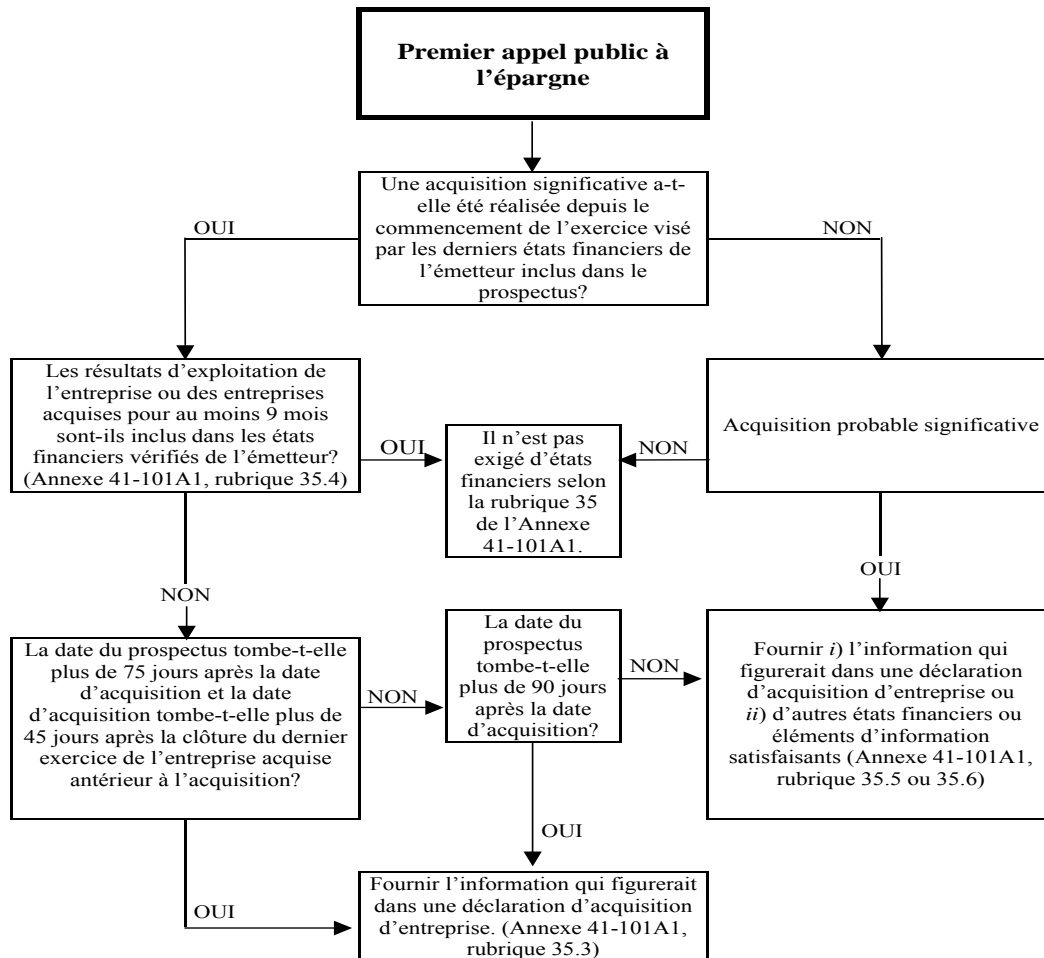 Premier appel public à
l'épargne
Une acquisition significative a-t-
elle été réalisée depuis le
commencement de l'exercice visé
par les derniers états financiers de
l'émetteur inclus dans le
prospectus?
OUI
NON
Les résultats d'exploitation de
l'entreprise ou des entreprises
acquises pour au moins 9 mois
sont-ils inclus dans les états
financiers vérifiés de l'émetteur?
(Annexe 41-101A1, rubrique 35.4)
OUI
Il n'est pas
exigé d'états
financiers selon
la rubrique 35
de l'Annexe
41-101A1.
NON
Acquisition probable significative
NON
OUI
La date du prospectus tombe-t-elle
plus de 75 jours après la date
d'acquisition et la date
d'acquisition tombe-t-elle plus de
45 jours après la clôture du dernier
exercice de l'entreprise acquise
antérieur à l'acquisition?
NON
La date du
prospectus
tombe-t-elle
plus de 90 jours
après la date
d'acquisition?
NON
Fournir i) l'information qui
figurerait dans une déclaration
d'acquisition d'entreprise ou
ii) d'autres états financiers ou
éléments d'information
satisfaisants (Annexe 41-101A1,
rubrique 35.5 ou 35.6)
OUI
OUI
Fournir l'information qui figurerait
dans une déclaration d'acquisition
d'entreprise. (Annexe 41-101A1,
rubrique 35.3)